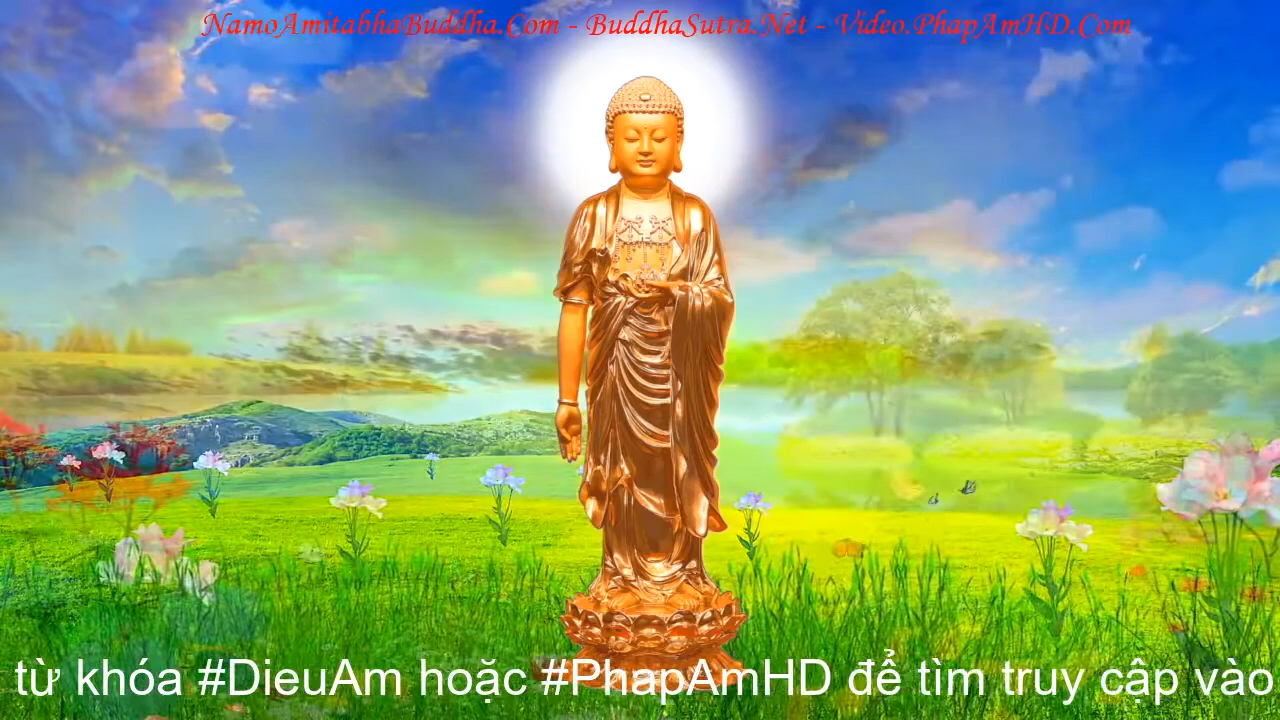 NamoAmitabhaBuddha.Com - BuddhaSutra.Net - Video.PhapAmHD.Com
từ khóa #DieuAm hoặc #PhapAmHD để tìm truy cập vào